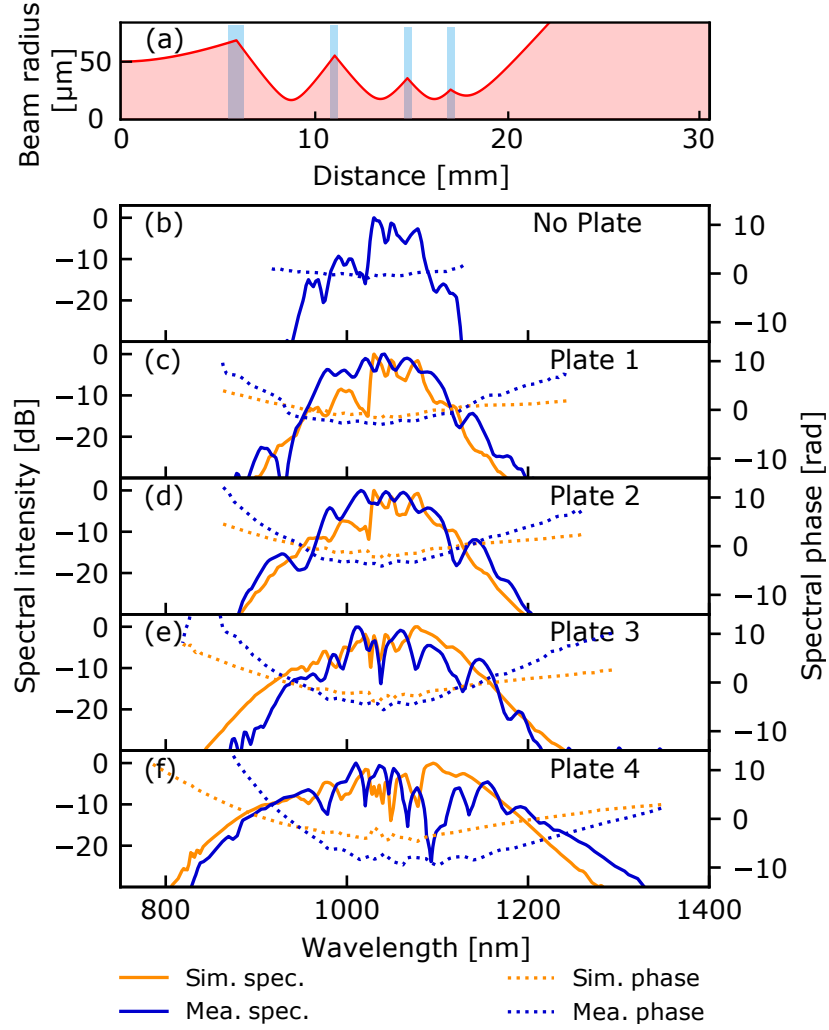 (a)
Beam radius
[μm]
50
0
0
10
20
30
Distance [mm]
(b)
No Plate
0
−10
−20
10
0
−10
(c)
Plate 1
0
−10
−20
10
0
−10
(d)
Plate 2
0
−10
−20
10
0
−10
(e)
Plate 3
0
−10
−20
10
0
−10
(f)
Plate 4
0
−10
−20
10
0
−10
Spectral intensity [dB]
Spectral phase [rad]
800
1000
1200
1400
Wavelength [nm]
Sim. spec.
Sim. phase
Mea. spec.
Mea. phase